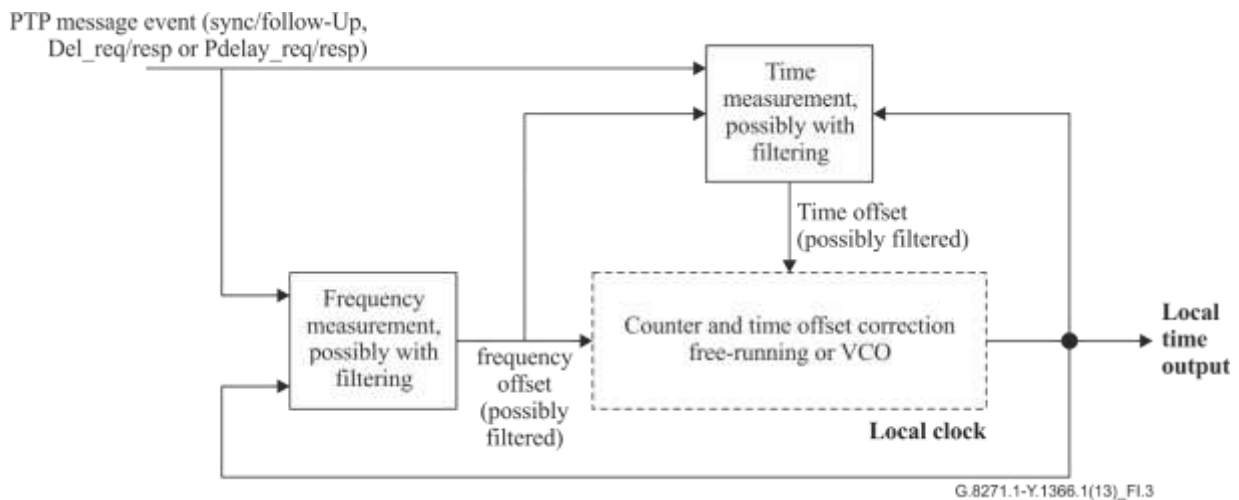 PTP message event (sync/follow-Up,
Del_req/resp or Pdelay_req/resp)
Time
measurement,
possibly with
filtering
Time offset
(possibly filtered)
Frequency
measurement,
possibly with
filtering
frequency
offset
(possibly
filtered)
Counter and time offset correction
free-running or VCO
Local clock
Local
time
output
G.8271.1-Y.1366.1(13)_FI.3